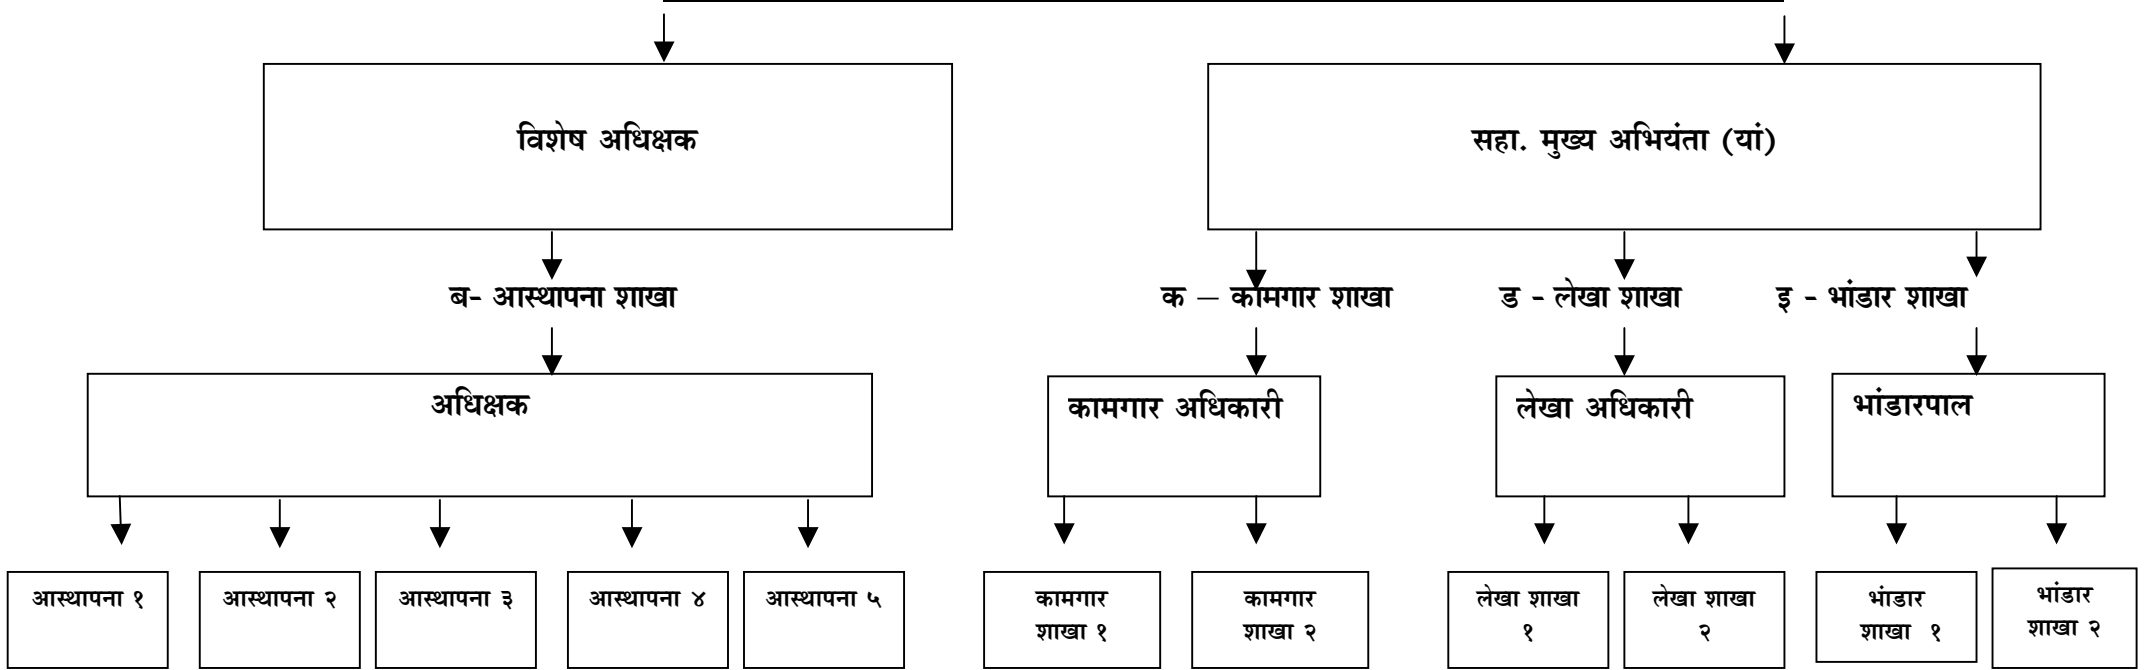 विशेष अधिक्षक
सहा. मुख्य अभियंता (यां)
ब- आस्थापना शाखा
क – कामगार शाखा
ड - लेखा शाखा
इ - भांडार शाखा
अधिक्षक
कामगार अधिकारी
लेखा अधिकारी
भांडारपाल
आस्थापना १
आस्थापना २
आस्थापना ३
आस्थापना ४
आस्थापना ५
कामगार
शाखा १
कामगार
शाखा २
लेखा शाखा
१
लेखा शाखा
२
भांडार
शाखा १
भांडार
शाखा २